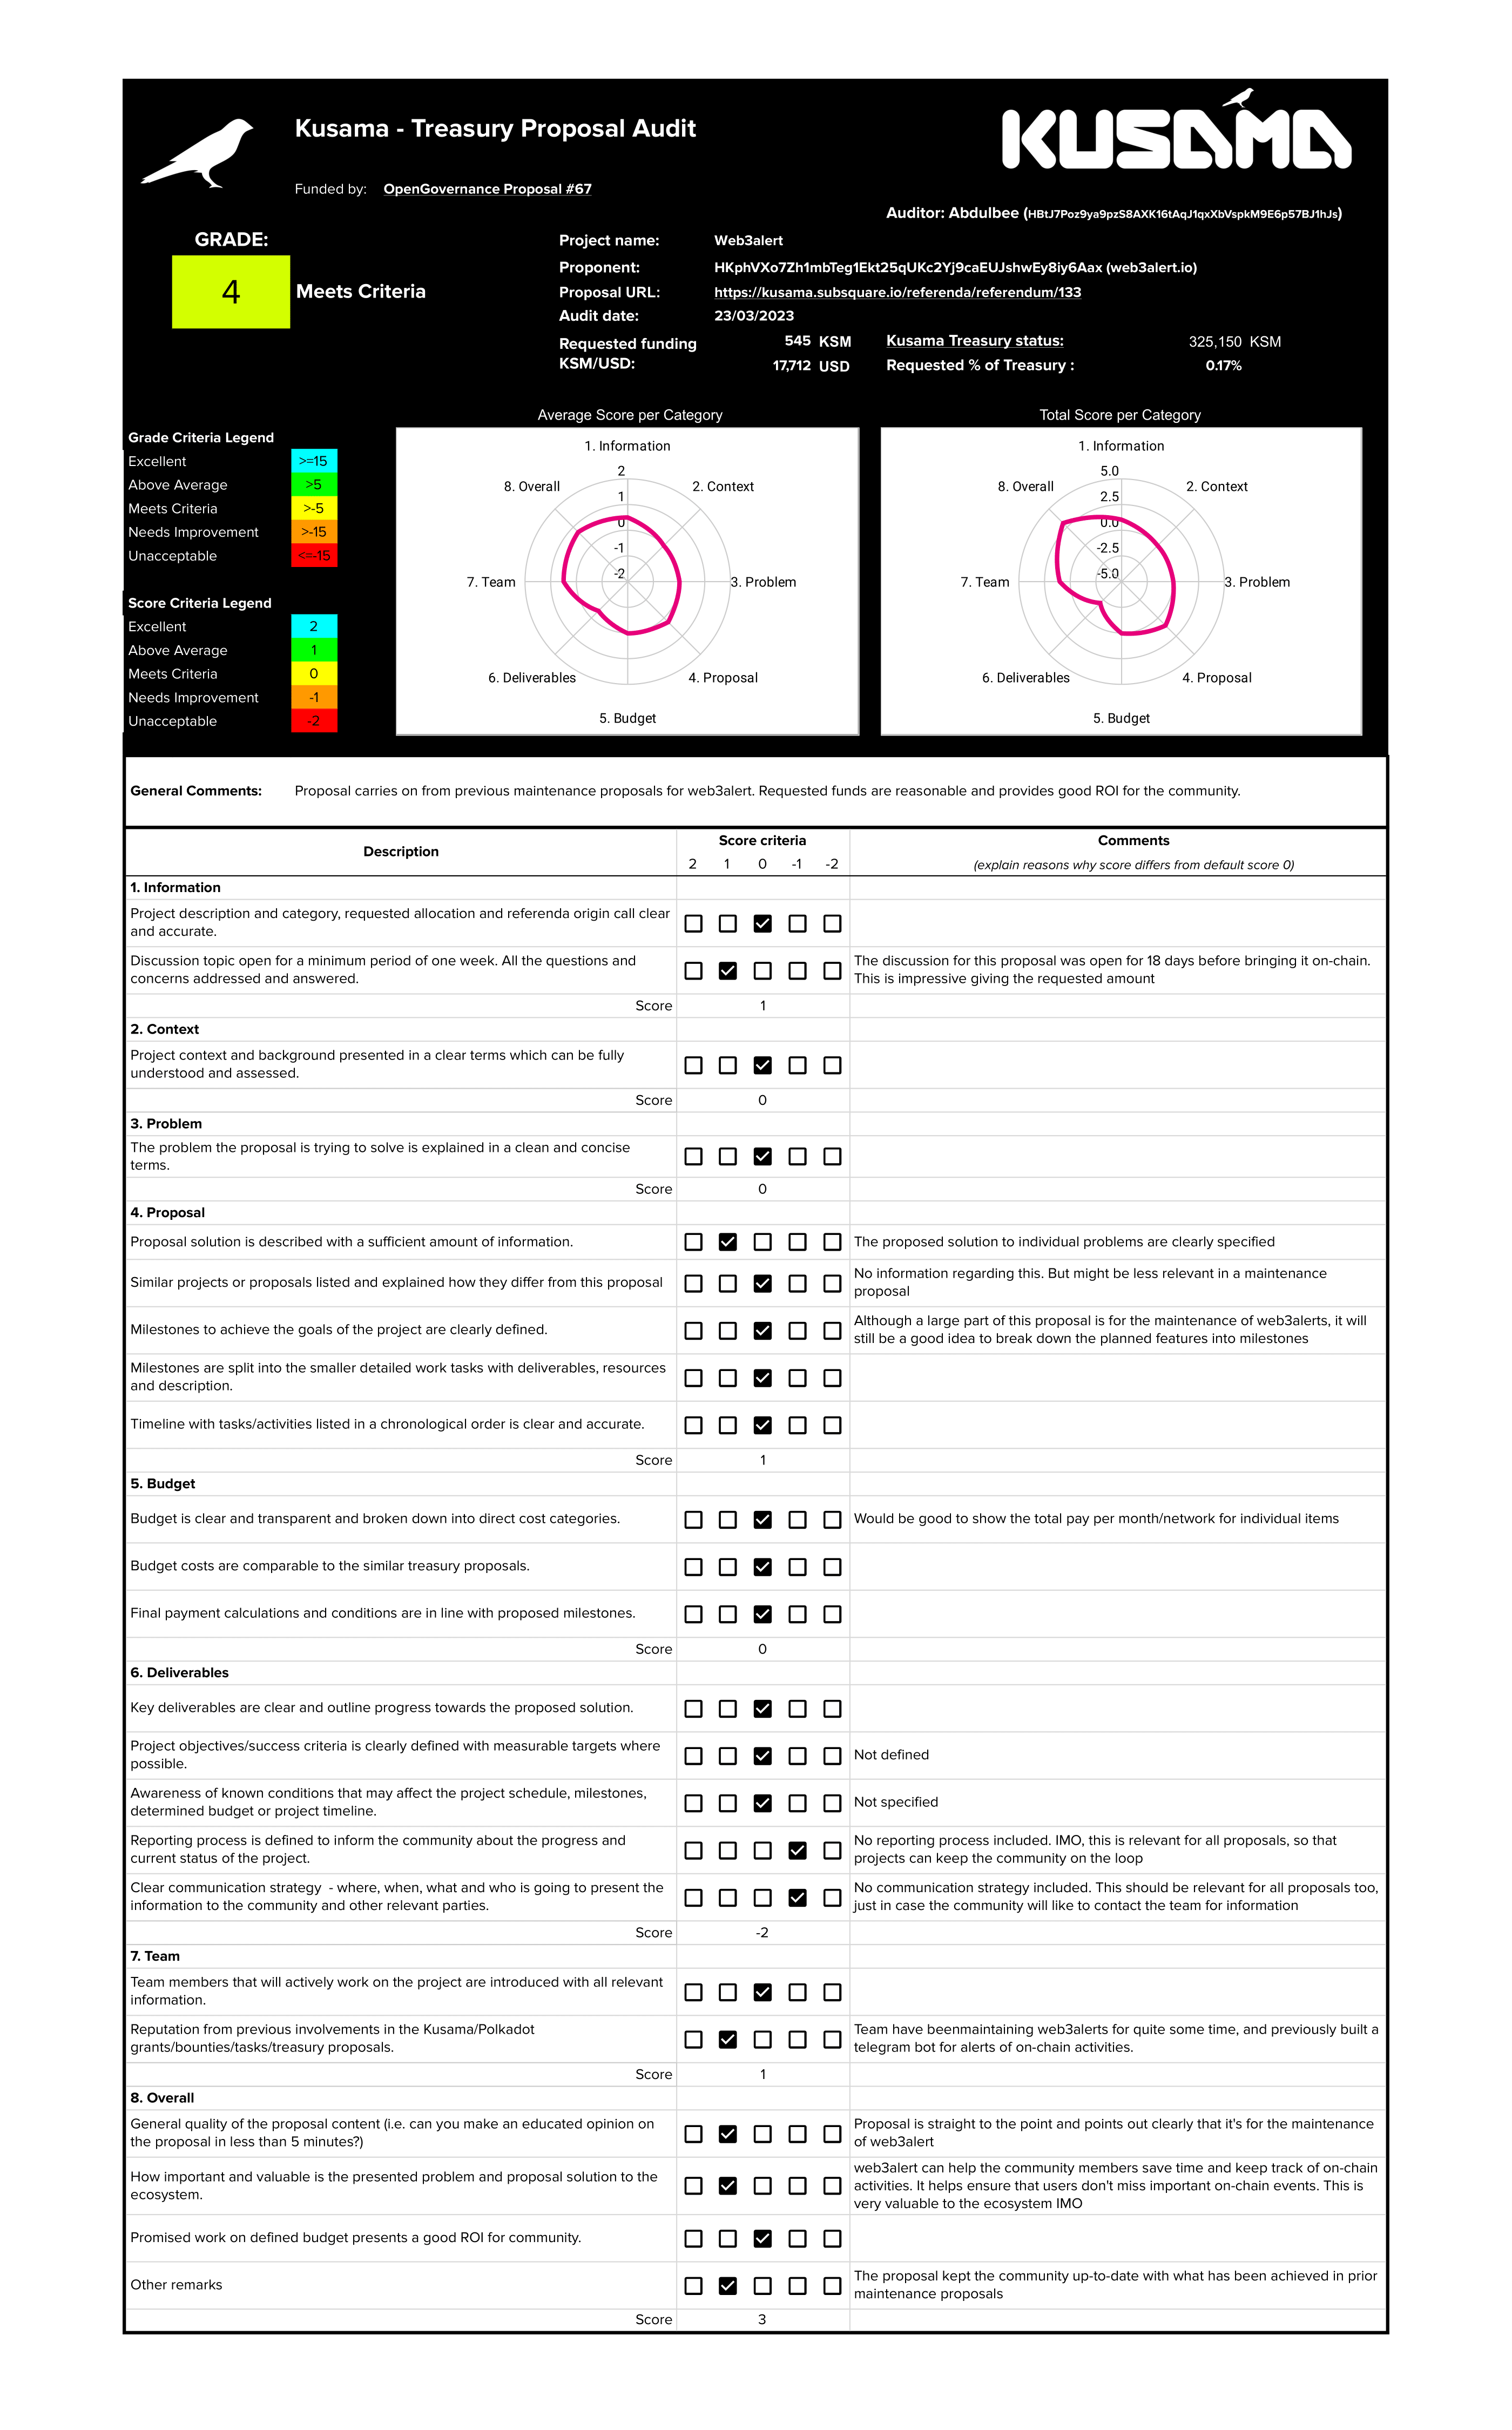 Kusama - Treasury Proposal Audit
KUSAMA
Funded by: OpenGovernance Proposal #67
Auditor: Abdulbee (HBtJ7Poz9ya9pzS8AXK16tAqJ1qxXbVspkM9E6p57BJ1hJs)
GRADE:
4
Meets Criteria
Project name: Web3alert
Proponent: HKphVXo7Zh1mbTeg1Ekt25qUKc2Yj9caEUJshwEy8iy6Aax (web3alert.io)
Proposal URL: https://kusama.subsquare.io/referenda/referendum/133
Audit date: 23/03/2023
Requested funding
KSM/USD:
545 KSM
17,712 USD
Kusama Treasury status: 325,150 KSM
Requested % of Treasury : 0.17%
Grade Criteria Legend
Excellent >=15
Above Average >5
Meets Criteria >-5
Needs Improvement >-15
Unacceptable <=-15
Score Criteria Legend
Excellent 2
Above Average 1
Meets Criteria 0
Needs Improvement -1
Unacceptable -2
Average Score per Category
1. Information
2. Context
3. Problem
4. Proposal
5. Budget
6. Deliverables
7. Team
8. Overall
2
1
0
-1
-2
Total Score per Category
1. Information
2. Context
3. Problem
4. Proposal
5. Budget
6. Deliverables
7. Team
8. Overall
5.0
2.5
0.0
-2.5
-5.0
General Comments: Proposal carries on from previous maintenance proposals for web3alert. Requested funds are reasonable and provides good ROI for the community.
Description
Score criteria
2 1 0 -1 -2
Comments
(explain reasons why score differs from default score 0)
1. Information
Project description and category, requested allocation and referenda origin call clear
and accurate.
Discussion topic open for a minimum period of one week. All the questions and
concerns addressed and answered.
The discussion for this proposal was open for 18 days before bringing it on-chain.
This is impressive giving the requested amount
Score 1
2. Context
Project context and background presented in a clear terms which can be fully
understood and assessed.
Score 0
3. Problem
The problem the proposal is trying to solve is explained in a clean and concise
terms.
Score 0
4. Proposal
Proposal solution is described with a sufficient amount of information.
The proposed solution to individual problems are clearly specified
Similar projects or proposals listed and explained how they differ from this proposal
No information regarding this. But might be less relevant in a maintenance
proposal
Milestones to achieve the goals of the project are clearly defined.
Although a large part of this proposal is for the maintenance of web3alerts, it will
still be a good idea to break down the planned features into milestones
Milestones are split into the smaller detailed work tasks with deliverables, resources
and description.
Timeline with tasks/activities listed in a chronological order is clear and accurate.
Score 1
5. Budget
Budget is clear and transparent and broken down into direct cost categories.
Would be good to show the total pay per month/network for individual items
Budget costs are comparable to the similar treasury proposals.
Final payment calculations and conditions are in line with proposed milestones.
Score 0
6. Deliverables
Key deliverables are clear and outline progress towards the proposed solution.
Project objectives/success criteria is clearly defined with measurable targets where
possible.
Not defined
Awareness of known conditions that may affect the project schedule, milestones,
determined budget or project timeline.
Not specified
Reporting process is defined to inform the community about the progress and
current status of the project.
No reporting process included. IMO, this is relevant for all proposals, so that
projects can keep the community on the loop
Clear communication strategy  - where, when, what and who is going to present the
information to the community and other relevant parties.
No communication strategy included. This should be relevant for all proposals too,
just in case the community will like to contact the team for information
Score -2
7. Team
Team members that will actively work on the project are introduced with all relevant
information.
Reputation from previous involvements in the Kusama/Polkadot
grants/bounties/tasks/treasury proposals.
Team have beenmaintaining web3alerts for quite some time, and previously built a
telegram bot for alerts of on-chain activities.
Score 1
8. Overall
General quality of the proposal content (i.e. can you make an educated opinion on
the proposal in less than 5 minutes?)
Proposal is straight to the point and points out clearly that it's for the maintenance
of web3alert
How important and valuable is the presented problem and proposal solution to the
ecosystem.
web3alert can help the community members save time and keep track of on-chain
activities. It helps ensure that users don't miss important on-chain events. This is
very valuable to the ecosystem IMO
Promised work on defined budget presents a good ROI for community.
Other remarks
The proposal kept the community up-to-date with what has been achieved in prior
maintenance proposals
Score 3